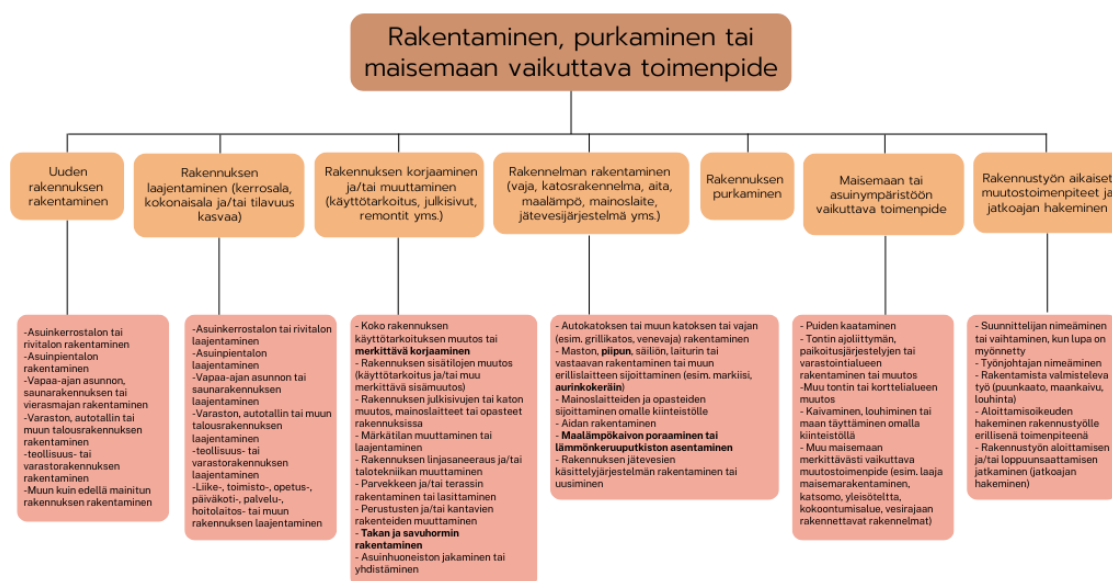 Rakentaminen, purkaminen tai
maisemaan vaikuttava toimenpide
Uuden
rakennuksen
rakentaminen
Rakennuksen
laajentaminen (kerrosala,
kokonaisala ja/tai tilavuus
kasvaa)
Rakennuksen korjaaminen
ja/tai muuttaminen
(käyttötarkoitus, julkisivut,
remontit yms.)
Rakennelman rakentaminen
(vaja, katosrakennelma, aita,
maalämpö, mainoslaite,
jätevesijärjestelmä yms.)
Rakennuksen
purkaminen
Maisemaan tai
asuinympäristöön
vaikuttava toimenpide
Rakennustyön aikaiset
muutostoimenpiteet ja
jatkoajan hakeminen
-Asuinkerrostalon tai
rivitalon rakentaminen
-Asuinpientalon
rakentaminen
-Vapaa-ajan asunnon,
saunarakennuksen tai
vierasmajan rakentaminen
-Varaston, autotallin tai
muun talousrakennuksen
rakentaminen
-teollisuus- tai
varastorakennuksen
rakentaminen
-Muun kuin edellä mainitun
rakennuksen rakentaminen
-Asuinkerrostalon tai rivitalon
laajentaminen
-Asuinpientalon
laajentaminen
-Vapaa-ajan asunnon tai
saunarakennuksen
laajentaminen
-Varaston, autotallin tai muun
talousrakennuksen
laajentaminen
-teollisuus- tai
varastorakennuksen
laajentaminen
-Liike-, toimisto-, opetus-,
päiväkoti-, palvelu-,
hoitolaitos- tai muun
rakennuksen laajentaminen
- Koko rakennuksen
käyttötarkoituksen muutos tai
merkittävä korjaaminen
- Rakennuksen sisätilojen muutos
(käyttötarkoitus ja/tai muu
merkittävä sisämuutos)
- Rakennuksen julkisivujen tai katon
muutos, mainoslaitteet tai opasteet
rakennuksissa
- Märkätilan muuttaminen tai
laajentaminen
- Rakennuksen linjasaneeraus ja/tai
talotekniikan muuttaminen
- Parvekkeen ja/tai terassin
rakentaminen tai lasittaminen
- Perustusten ja/tai kantavien
rakenteiden muuttaminen
- Takan ja savuhormin
rakentaminen
- Asuinhuoneiston jakaminen tai
yhdistäminen
- Autokatoksen tai muun katoksen tai vajan
(esim. grillikatos, venevaja) rakentaminen
- Maston, piipun, säiliön, laiturin tai
vastaavan rakentaminen tai muun
erillislaitteen sijoittaminen (esim. markiisi,
aurinkokeräin)
- Mainoslaitteiden ja opasteiden
sijoittaminen omalle kiinteistölle
- Aidan rakentaminen
- Maalämpökaivon poraaminen tai
lämmönkeruuputkiston asentaminen
- Rakennuksen jätevesien
käsittelyjärjestelmän rakentaminen tai
uusiminen
- Puiden kaataminen
- Tontin ajoliittymän,
paikoitusjärjestelyjen tai
varastointialueen
rakentaminen tai muutos
-Muu tontin tai korttelialueen
muutos
- Kaivaminen, louhiminen tai
maan täyttäminen omalla
kiinteistöllä
- Muu maisemaan
merkittävästi vaikuttava
muutostoimenpide (esim. laaja
maisemarakentaminen,
katsomo, yleisöteltta,
kokoontumisalue, vesirajaan
rakennettavat rakennelmat)
- Suunnittelijan nimeäminen
tai vaihtaminen, kun lupa on
myönnetty
- Työnjohtajan nimeäminen
- Rakentamista valmisteleva
työ (puunkaato, maankaivu,
louhinta)
- Aloittamisoikeuden
hakeminen rakennustyölle
erillisenä toimenpiteenä
- Rakennustyön aloittamisen
ja/tai loppuunsaattamisen
jatkaminen (jatkoajan
hakeminen)